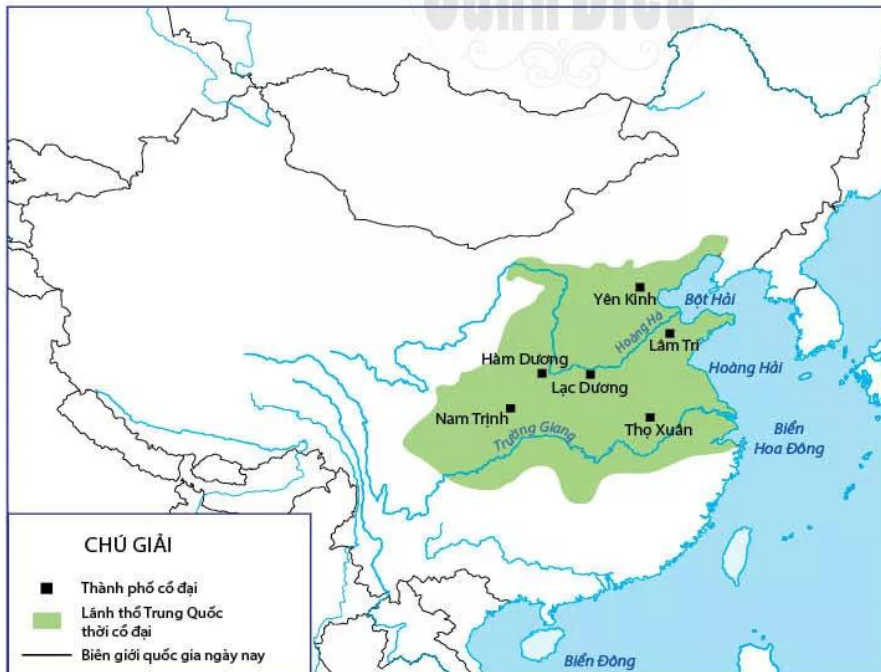 Cánh Diều
Yên Kinh
Bột Hải
Hoàng Hà
Lâm Tri
Hàm Dương
Lạc Dương
Hoàng Hải
Nam Trịnh
Trường Giang
Thọ Xuân
Biển
Hoa Đông
CHÚ GIẢI
Thành phố cổ đại
Lãnh thổ Trung Quốc
thời cổ đại
Biên giới quốc gia ngày nay
Biển Đông